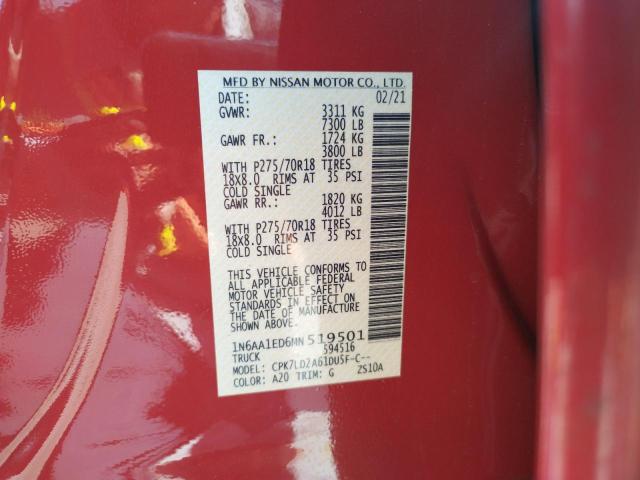 MFD BY NISSAN MOTOR CO., LTD.
DATE: 02/21
GVWR: 3311 KG
7300 LB
GAWR FR.: 1724 KG
3800 LB
WITH P275/70R18 TIRES
18X8.0 RIMS AT 35 PSI
COLD SINGLE
GAWR RR.: 1820 KG
4012 LB
WITH P275/70R18 TIRES
18X8.0 RIMS AT 35 PSI
COLD SINGLE
THIS VEHICLE CONFORMS TO
ALL APPLICABLE FEDERAL
MOTOR VEHICLE SAFETY
STANDARDS IN EFFECT ON
THE DATE OF MANUFACTURE
SHOWN ABOVE.
1N6AA1ED6MN519501
TRUCK 594516
MODEL: CPK7LD2A61DU5F-C--
COLOR: A20 TRIM: G ZS10A